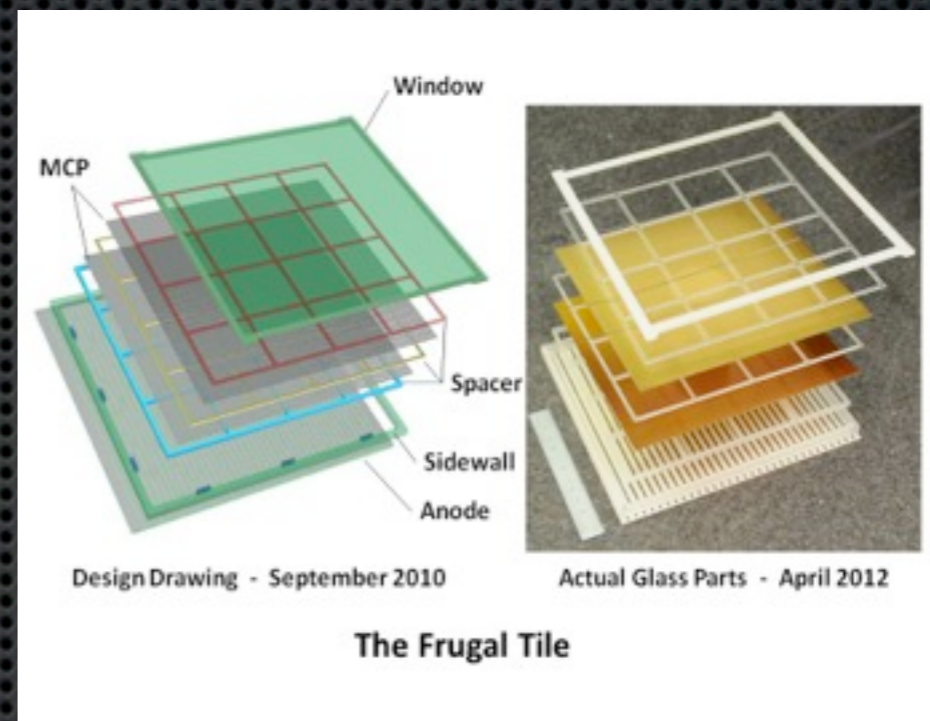 Window
MCP
Spacer
Sidewall
Anode
Design Drawing - September 2010
Actual Glass Parts - April 2012
The Frugal Tile